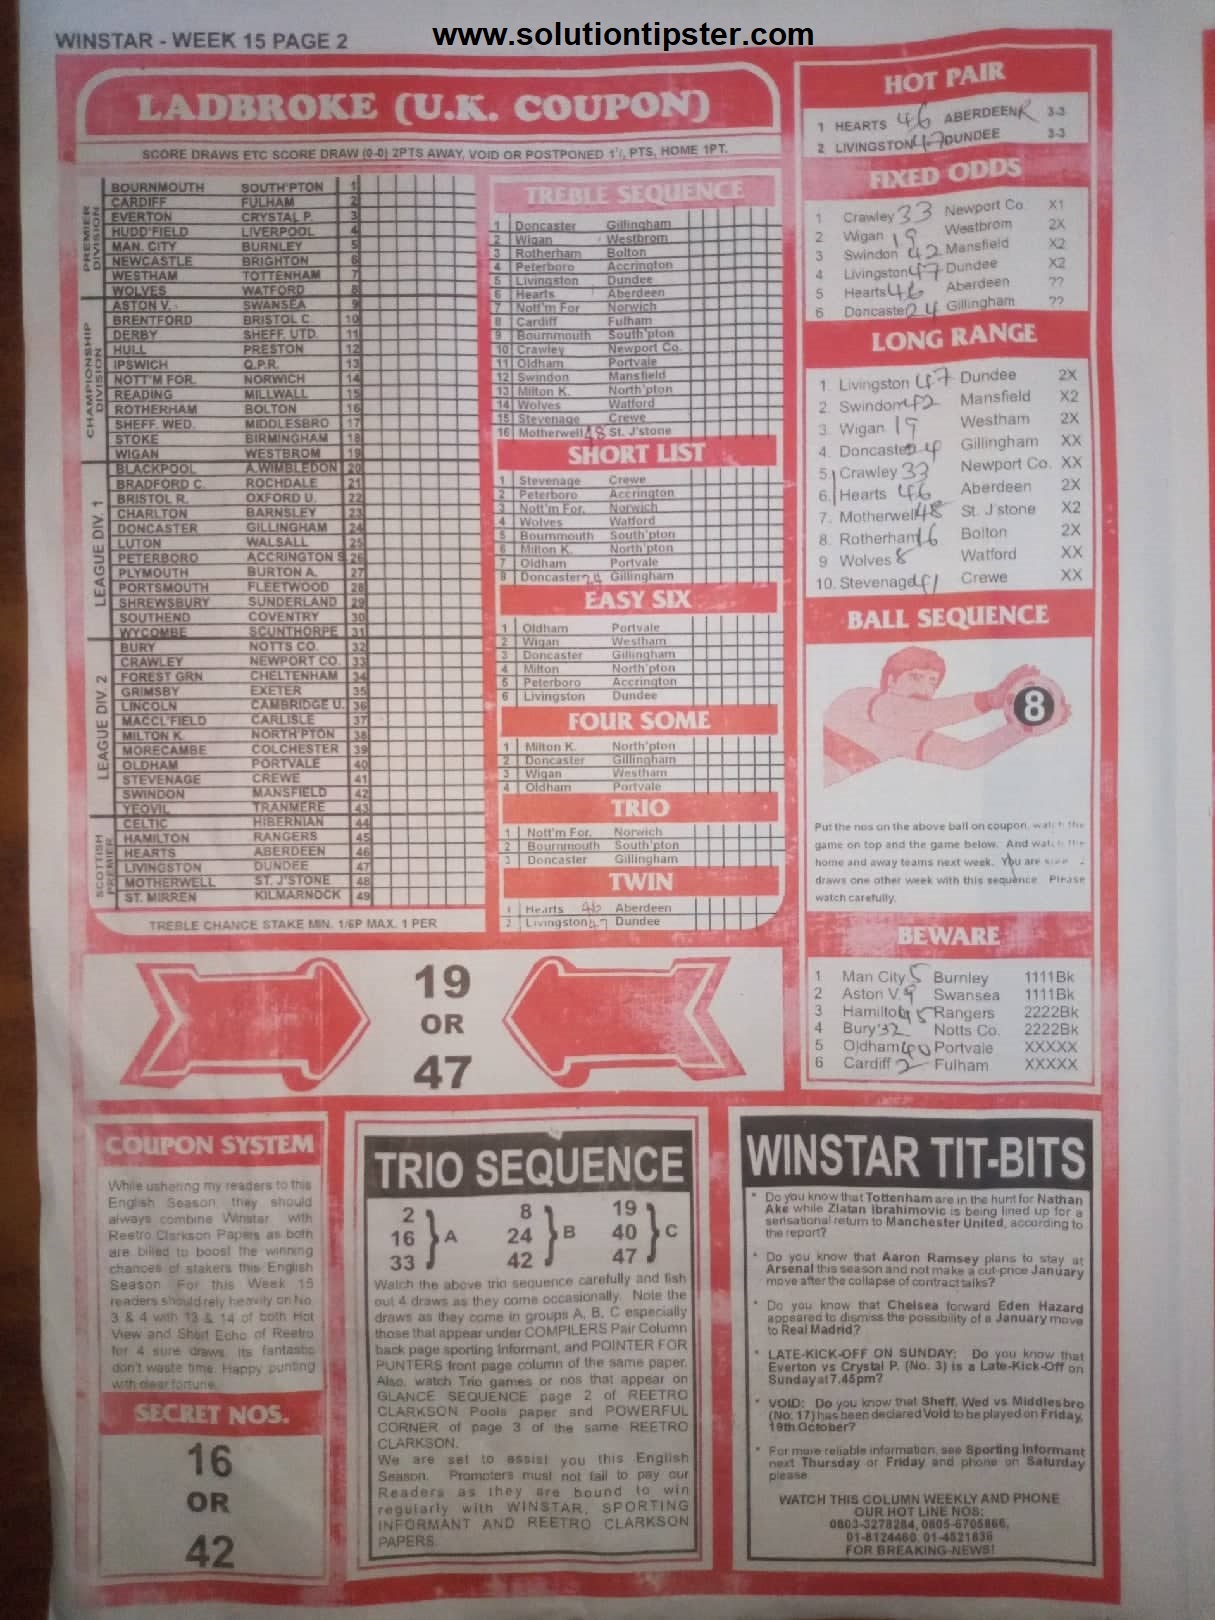 www.solutiontipster.com
WINSTAR - WEEK 15 PAGE 2
LADBROKE (U.K. COUPON)
SCORE DRAWS ETC SCORE DRAW (0-0) 2PTS AWAY, VOID OR POSTPONED 1½, PTS, HOME 1PT.
PREMIER DIVISION
BOURNMOUTH SOUTH'PTON 1
CARDIFF FULHAM 2
EVERTON CRYSTAL P. 3
HUDD'FIELD LIVERPOOL 4
MAN. CITY BURNLEY 5
NEWCASTLE BRIGHTON 6
WESTHAM TOTTENHAM 7
WOLVES WATFORD 8
CHAMPIONSHIP DIVISION
ASTON V. SWANSEA 9
BRENTFORD BRISTOL C. 10
DERBY SHEFF. UTD. 11
HULL PRESTON 12
IPSWICH Q.P.R. 13
NOTT'M FOR. NORWICH 14
READING MILLWALL 15
ROTHERHAM BOLTON 16
SHEFF. WED. MIDDLESBRO 17
STOKE BIRMINGHAM 18
WIGAN WESTBROM 19
LEAGUE DIV. 1
BLACKPOOL A.WIMBLEDON 20
BRADFORD C. ROCHDALE 21
BRISTOL R. OXFORD U. 22
CHARLTON BARNSLEY 23
DONCASTER GILLINGHAM 24
LUTON WALSALL 25
PETERBORO ACCRINGTON S. 26
PLYMOUTH BURTON A. 27
PORTSMOUTH FLEETWOOD 28
SHREWSBURY SUNDERLAND 29
SOUTHEND COVENTRY 30
WYCOMBE SCUNTHORPE 31
LEAGUE DIV. 2
BURY NOTTS CO. 32
CRAWLEY NEWPORT CO. 33
FOREST GRN CHELTENHAM 34
GRIMSBY EXETER 35
LINCOLN CAMBRIDGE U. 36
MACCL'FIELD CARLISLE 37
MILTON K. NORTH'PTON 38
MORECAMBE COLCHESTER 39
OLDHAM PORTVALE 40
STEVENAGE CREWE 41
SWINDON MANSFIELD 42
YEOVIL TRANMERE 43
SCOTTISH PREMIER
CELTIC HIBERNIAN 44
HAMILTON RANGERS 45
HEARTS ABERDEEN 46
LIVINGSTON DUNDEE 47
MOTHERWELL ST. J'STONE 48
ST. MIRREN KILMARNOCK 49
TREBLE CHANCE STAKE MIN. 1/6P MAX. 1 PER
TREBLE SEQUENCE
1 Doncaster Gillingham
2 Wigan Westbrom
3 Rotherham Bolton
4 Peterboro Accrington
5 Livingston Dundee
6 Hearts Aberdeen
7 Nott'm For Norwich
8 Cardiff Fulham
9 Bournmouth South'pton
10 Crawley Newport Co.
11 Oldham Portvale
12 Swindon Mansfield
13 Milton K. North'pton
14 Wolves Watford
15 Stevenage Crewe
16 Motherwell 48 St. J'stone
SHORT LIST
1 Stevenage Crewe
2 Peterboro Accrington
3 Nott'm For. Norwich
4 Wolves Watford
5 Bournmouth South'pton
6 Milton K. North'pton
7 Oldham Portvale
8 Doncaster 24 Gillingham
EASY SIX
1 Oldham Portvale
2 Wigan Westham
3 Doncaster Gillingham
4 Milton North'pton
5 Peterboro Accrington
6 Livingston Dundee
FOUR SOME
1 Milton K. North'pton
2 Doncaster Gillingham
3 Wigan Westham
4 Oldham Portvale
TRIO
1 Nott'm For. Norwich
2 Bournmouth South'pton
3 Doncaster Gillingham
TWIN
1 Hearts 46 Aberdeen
2 Livingston 47 Dundee
HOT PAIR
1 HEARTS 46 ABERDEEN 3-3
2 LIVINGSTON 47 DUNDEE 3-3
FIXED ODDS
1 Crawley 33 Newport Co. X1
2 Wigan 19 Westbrom 2X
3 Swindon 42 Mansfield X2
4 Livingston 47 Dundee X2
5 Hearts 46 Aberdeen ??
6 Doncaster 24 Gillingham ??
LONG RANGE
1. Livingston 47 Dundee 2X
2. Swindon 42 Mansfield X2
3. Wigan 19 Westham 2X
4. Doncaster 24 Gillingham XX
5. Crawley 33 Newport Co. XX
6. Hearts 46 Aberdeen 2X
7. Motherwell 48 St. J'stone X2
8. Rotherham 16 Bolton 2X
9 Wolves 8 Watford XX
10. Stevenage 41 Crewe XX
BALL SEQUENCE
8
Put the nos on the above ball on coupon, watch the
game on top and the game below. And watch the
home and away teams next week. You are sure 2
draws one other week with this sequence. Please
watch carefully.
BEWARE
1 Man City 5 Burnley 1111Bk
2 Aston V. 9 Swansea 1111Bk
3 Hamilton 45 Rangers 2222Bk
4 Bury 32 Notts Co. 2222Bk
5 Oldham 40 Portvale XXXXX
6 Cardiff 2 Fulham XXXXX
19
OR
47
COUPON SYSTEM
While ushering my readers to this
English Season, they should
always combine Winstar with
Reetro Clarkson Papers as both
are billed to boost the winning
chances of stakers this English
Season. For this Week 15
readers should rely heavily on No.
3 & 4 with 13 & 14 of both Hot
View and Short Echo of Reetro
for 4 sure draws, its fantastic
don't waste time. Happy punting
with dear fortune.
SECRET NOS.
16
OR
42
TRIO SEQUENCE
2 16 33 } A
8 24 42 } B
19 40 47 } C
Watch the above trio sequence carefully and fish
out 4 draws as they come occasionally. Note the
draws as they come in groups A, B, C especially
those that appear under COMPILERS Pair Column
back page sporting Informant, and POINTER FOR
PUNTERS front page column of the same paper.
Also, watch Trio games or nos that appear on
GLANCE SEQUENCE page 2 of REETRO
CLARKSON Pools paper and POWERFUL
CORNER of page 3 of the same REETRO
CLARKSON.
We are set to assist you this English
Season. Promoters must not fail to pay our
Readers as they are bound to win
regularly with WINSTAR, SPORTING
INFORMANT AND REETRO CLARKSON
PAPERS.
WINSTAR TIT-BITS
* Do you know that Tottenham are in the hunt for Nathan
Ake while Zlatan Ibrahimovic is being lined up for a
sensational return to Manchester United, according to
the report?
* Do you know that Aaron Ramsey plans to stay at
Arsenal this season and not make a cut-price January
move after the collapse of contract talks?
* Do you know that Chelsea forward Eden Hazard
appeared to dismiss the possibility of a January move
to Real Madrid?
* LATE-KICK-OFF ON SUNDAY: Do you know that
Everton vs Crystal P. (No. 3) is a Late-Kick-Off on
Sunday at 7.45pm?
* VOID: Do you know that Sheff. Wed vs Middlesbro
(No. 17) has been declared Void to be played on Friday,
19th October?
* For more reliable information, see Sporting Informant
next Thursday or Friday and phone on Saturday
please.
WATCH THIS COLUMN WEEKLY AND PHONE
OUR HOT LINE NOS:
0803-3278284, 0805-6705866,
01-8124460, 01-4821836
FOR BREAKING-NEWS!